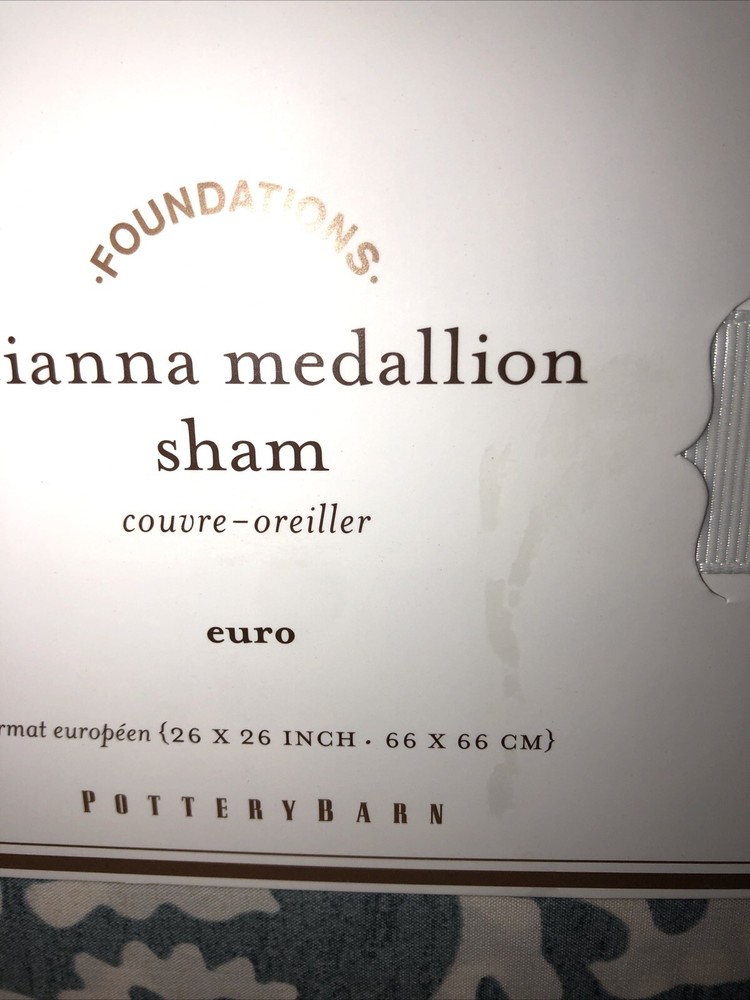 ·FOUNDATIONS·
ianna medallion
sham
couvre-oreiller
euro
rmat européen {26 X 26 INCH · 66 X 66 CM}
POTTERYBARN